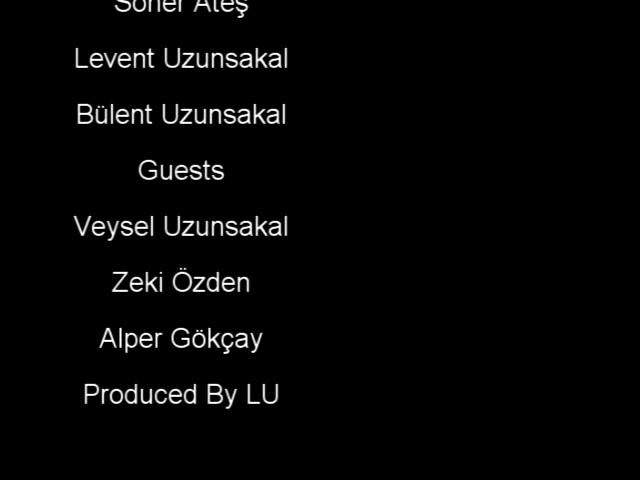 Soner Ateş
Levent Uzunsakal
Bülent Uzunsakal
Guests
Veysel Uzunsakal
Zeki Özden
Alper Gökçay
Produced By LU